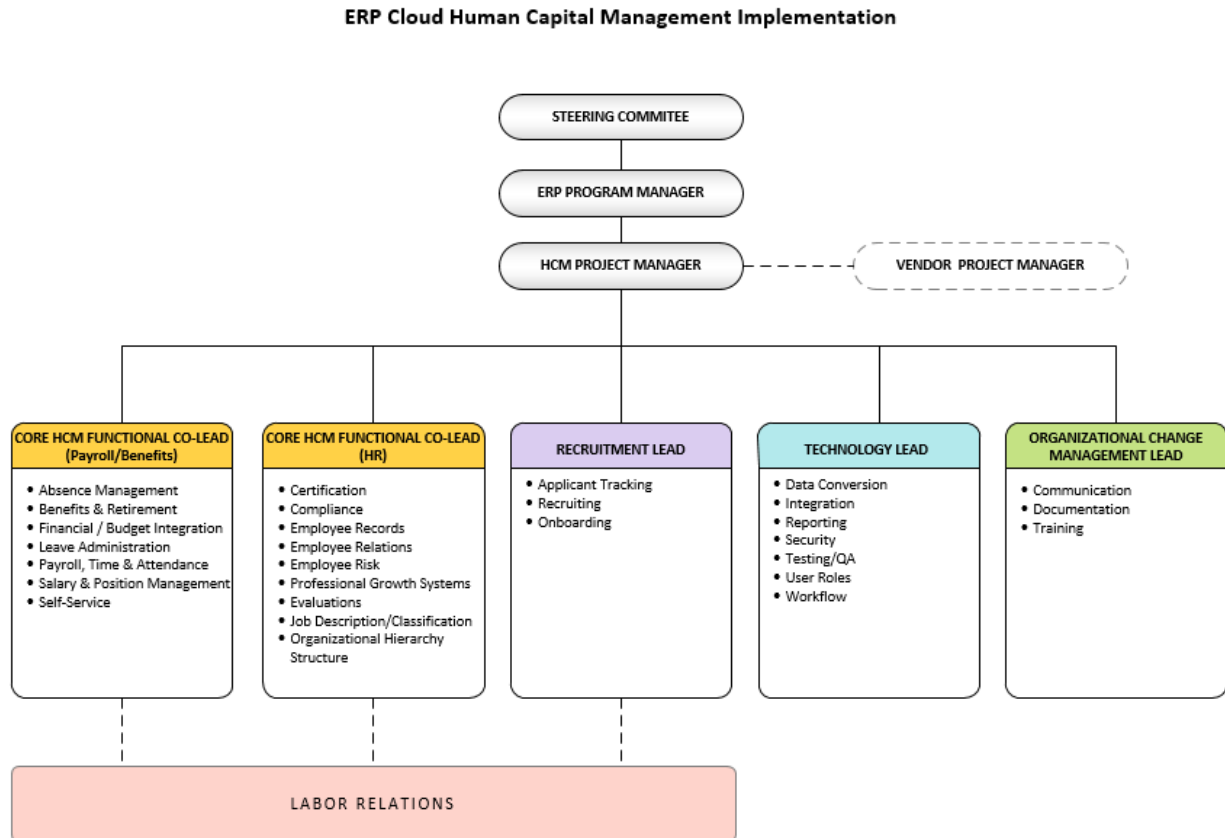 ERP Cloud Human Capital Management Implementation
STEERING COMMITEE
ERP PROGRAM MANAGER
HCM PROJECT MANAGER
VENDOR PROJECT MANAGER
CORE HCM FUNCTIONAL CO-LEAD
(Payroll/Benefits)
• Absence Management
• Benefits & Retirement
• Financial / Budget Integration
• Leave Administration
• Payroll, Time & Attendance
• Salary & Position Management
• Self-Service
CORE HCM FUNCTIONAL CO-LEAD
(HR)
• Certification
• Compliance
• Employee Records
• Employee Relations
• Employee Risk
• Professional Growth Systems
• Evaluations
• Job Description/Classification
• Organizational Hierarchy
Structure
RECRUITMENT LEAD
• Applicant Tracking
• Recruiting
• Onboarding
TECHNOLOGY LEAD
• Data Conversion
• Integration
• Reporting
• Security
• Testing/QA
• User Roles
• Workflow
ORGANIZATIONAL CHANGE
MANAGEMENT LEAD
• Communication
• Documentation
• Training
LABOR RELATIONS